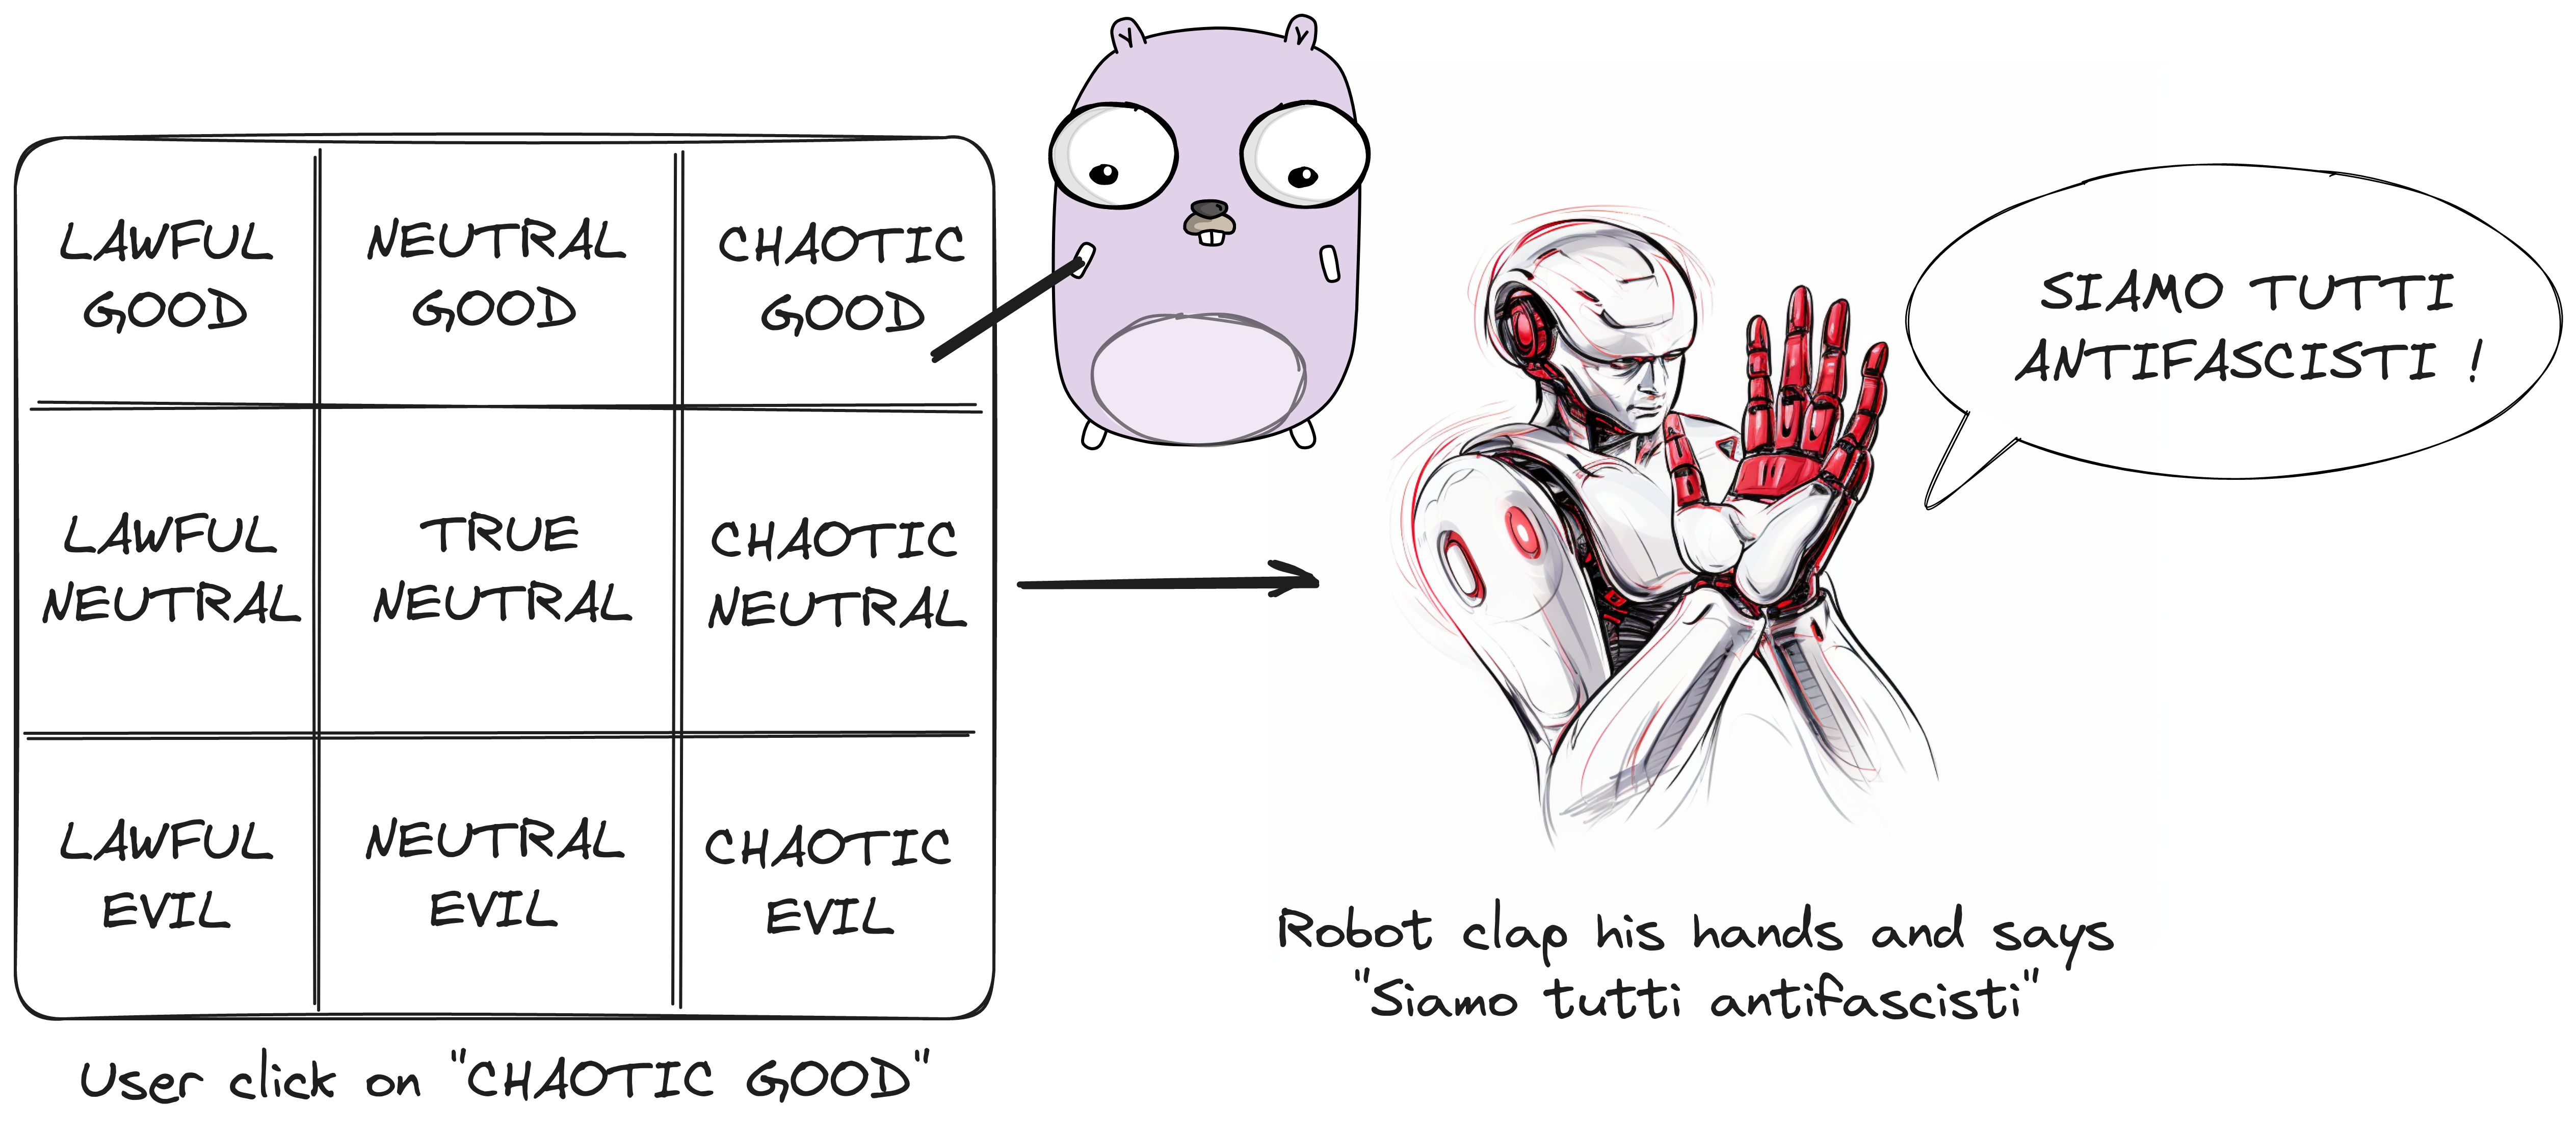 LAWFUL
GOOD
NEUTRAL
GOOD
CHAOTIC
GOOD
LAWFUL
NEUTRAL
TRUE
NEUTRAL
CHAOTIC
NEUTRAL
LAWFUL
EVIL
NEUTRAL
EVIL
CHAOTIC
EVIL
User click on "CHAOTIC GOOD"
SIAMO TUTTI
ANTIFASCISTI !
Robot clap his hands and says
"Siamo tutti antifascisti"